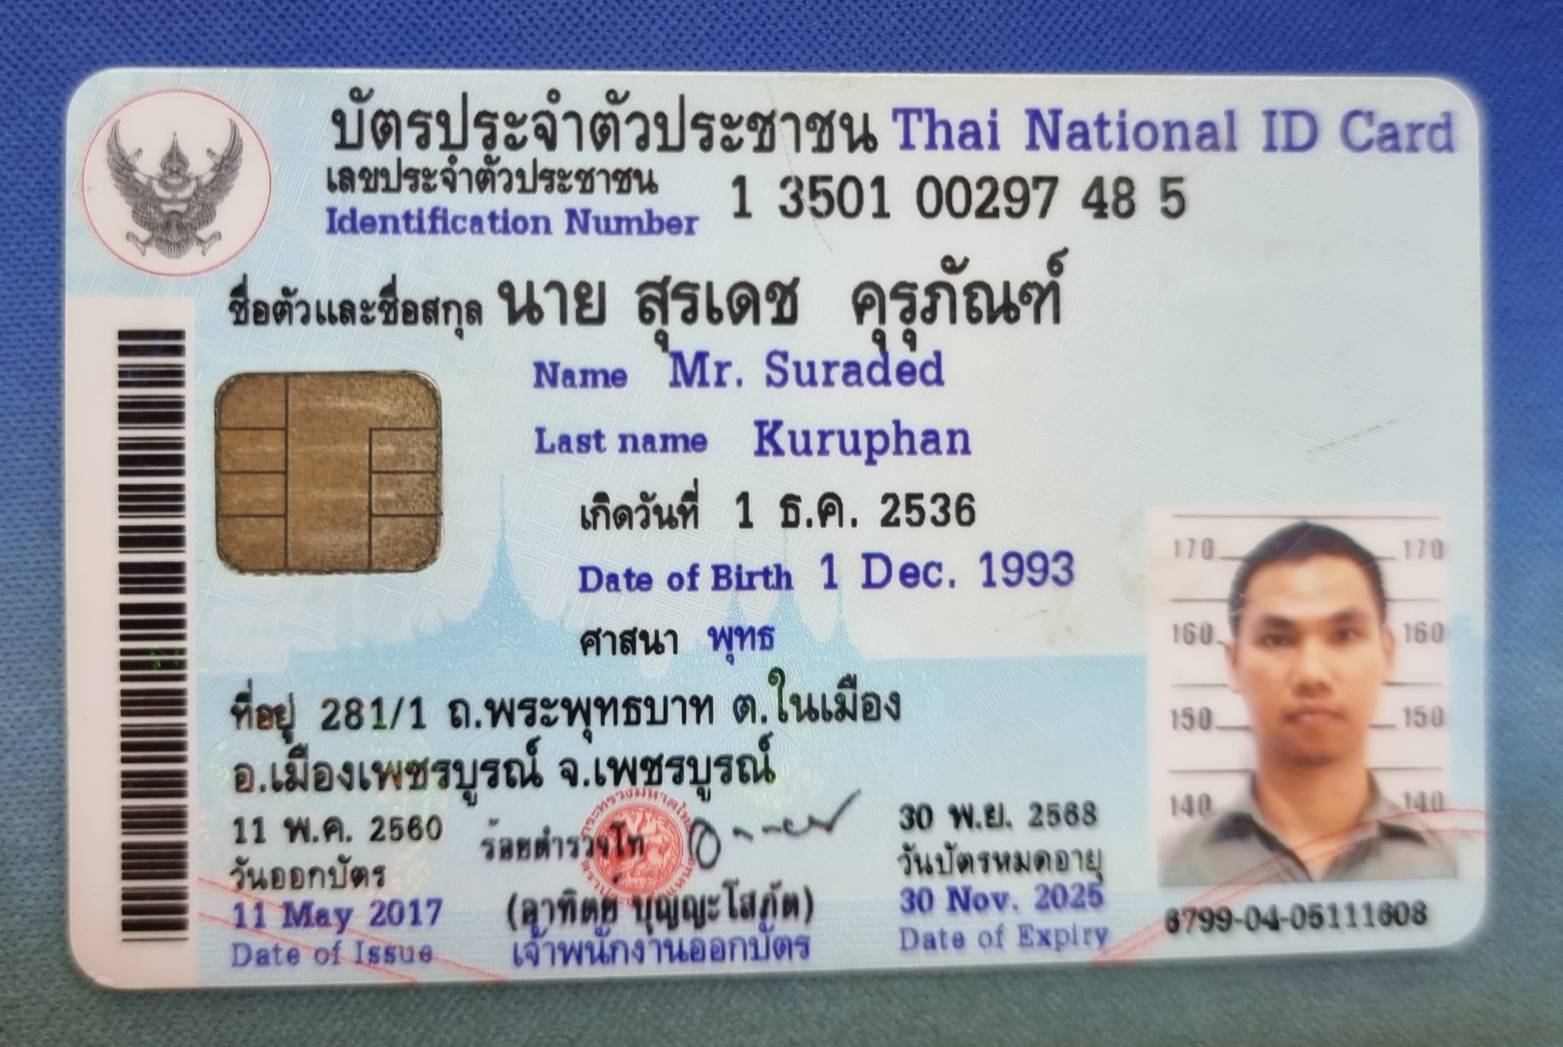 บัตรประจำตัวประชาชน Thai National ID Card
เลขประจำตัวประชาชน
Identification Number 1 3501 00297 48 5
ชื่อตัวและชื่อสกุล นาย สุรเดช คุรุภัณฑ์
Name Mr. Suraded
Last name Kuruphan
เกิดวันที่ 1 ธ.ค. 2536
Date of Birth 1 Dec. 1993
ศาสนา พุทธ
ที่อยู่ 281/1 ถ.พระพุทธบาท ต.ในเมือง
อ.เมืองเพชรบูรณ์ จ.เพชรบูรณ์
11 พ.ค. 2560
วันออกบัตร
11 May 2017
Date of Issue
ร้อยตำรวจโท
(อาทิตย์ บุญญะโสภัต)
เจ้าพนักงานออกบัตร
30 พ.ย. 2568
วันบัตรหมดอายุ
30 Nov. 2025
Date of Expiry
170 170
160 160
150 150
140 140
6799-04-05111608